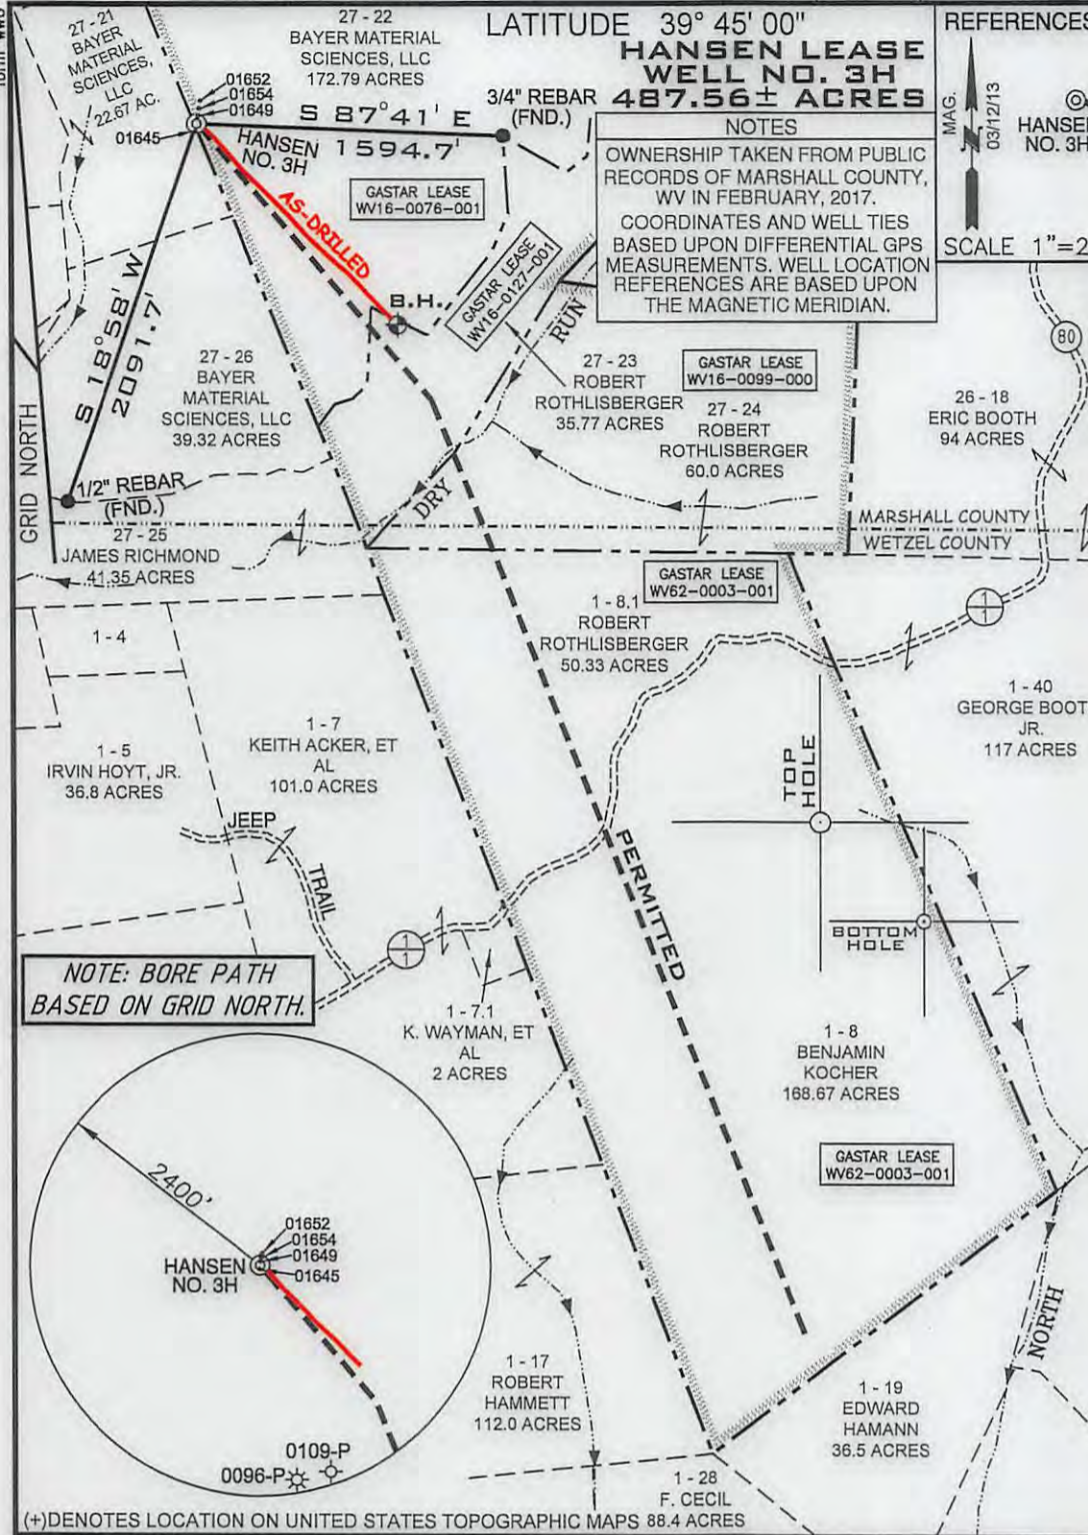 LATITUDE 39° 45' 00"
HANSEN LEASE
WELL NO. 3H
487.56± ACRES
REFERENCES
MAG.
N
03/12/13
HANSEN
NO. 3H
SCALE 1"=2
NOTES
OWNERSHIP TAKEN FROM PUBLIC
RECORDS OF MARSHALL COUNTY,
WV IN FEBRUARY, 2017.
COORDINATES AND WELL TIES
BASED UPON DIFFERENTIAL GPS
MEASUREMENTS. WELL LOCATION
REFERENCES ARE BASED UPON
THE MAGNETIC MERIDIAN.
27 - 21
BAYER
MATERIAL
SCIENCES,
LLC
22.67 AC.
27 - 22
BAYER MATERIAL
SCIENCES, LLC
172.79 ACRES
01652
01654
01649
01645
S 87°41' E
1594.7'
3/4" REBAR
(FND.)
HANSEN
NO. 3H
GASTAR LEASE
WV16-0076-001
AS-DRILLED
B.H.
GASTAR LEASE
WV16-0127-001
RUN
S 18°58' W
2091.7'
27 - 26
BAYER
MATERIAL
SCIENCES, LLC
39.32 ACRES
27 - 23
ROBERT
ROTHLISBERGER
35.77 ACRES
GASTAR LEASE
WV16-0099-000
27 - 24
ROBERT
ROTHLISBERGER
60.0 ACRES
80
26 - 18
ERIC BOOTH
94 ACRES
GRID NORTH
1/2" REBAR
(FND.)
DRY
MARSHALL COUNTY
WETZEL COUNTY
27 - 25
JAMES RICHMOND
41.35 ACRES
GASTAR LEASE
WV62-0003-001
1 - 8.1
ROBERT
ROTHLISBERGER
50.33 ACRES
1
1
1 - 4
1 - 5
IRVIN HOYT, JR.
36.8 ACRES
1 - 7
KEITH ACKER, ET
AL
101.0 ACRES
1 - 40
GEORGE BOOT
JR.
117 ACRES
TOP
HOLE
JEEP
TRAIL
PERMITTED
BOTTOM
HOLE
1
1
NOTE: BORE PATH
BASED ON GRID NORTH.
1 - 7.1
K. WAYMAN, ET
AL
2 ACRES
1 - 8
BENJAMIN
KOCHER
168.67 ACRES
GASTAR LEASE
WV62-0003-001
2400'
01652
01654
01649
01645
HANSEN
NO. 3H
NORTH
1 - 17
ROBERT
HAMMETT
112.0 ACRES
1 - 19
EDWARD
HAMANN
36.5 ACRES
0109-P
0096-P
1 - 28
F. CECIL
88.4 ACRES
(+)DENOTES LOCATION ON UNITED STATES TOPOGRAPHIC MAPS